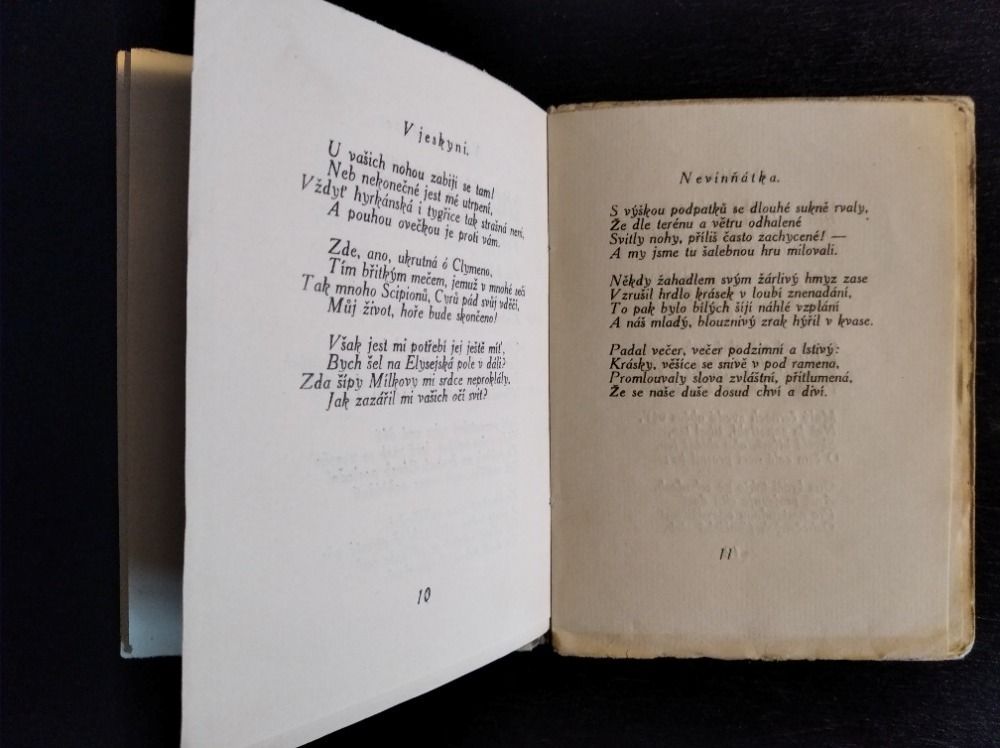 V jeskyni.
U vašich nohou zabiji se tam!
Neb nekonečné jest mé utrpení,
Vždyť hyrkánská i tygřice tak strašná není,
A pouhou ovečkou je proti vám.
Zde, ano, ukrutná ó Clymeno,
Tím břitkým mečem, jemuž v mnohé seči
Tak mnoho Scipionů, Cyrů pád svůj vděčí,
Můj život, hoře bude skončeno!
Však jest mi potřebí jej ještě mít',
Bych šel na Elysejská pole v dáli?
Zda šípy Milkovy mi srdce neproklály,
Jak zazářil mi vašich očí svit?
10
Nevinňátka.
S výškou podpatků se dlouhé sukně rvaly,
Že dle terénu a větru odhalené
Svitly nohy, příliš často zachycené! —
A my jsme tu šalebnou hru milovali.
Někdy žahadlem svým žárlivý hmyz zase
Vzrušil hrdlo krásek v loubí znenadání,
To pak bylo bílých šíjí náhlé vzplání
A náš mladý, blouznivý zrak hýřil v kvase.
Padal večer, večer podzimní a lstivý:
Krásky, věšíce se snivě v pod ramena,
Promlouvaly slova zvláštní, přitlumená,
Že se naše duše dosud chví a diví.
11